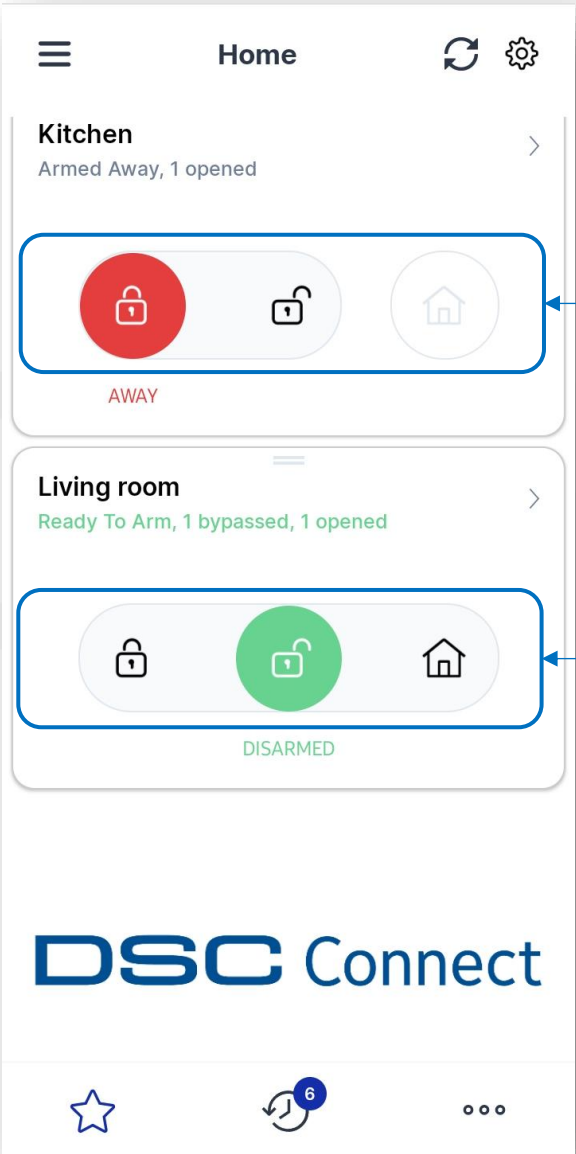 Home
Kitchen
Armed Away, 1 opened
AWAY
Living room
Ready To Arm, 1 bypassed, 1 opened
DISARMED
DSC Connect
6